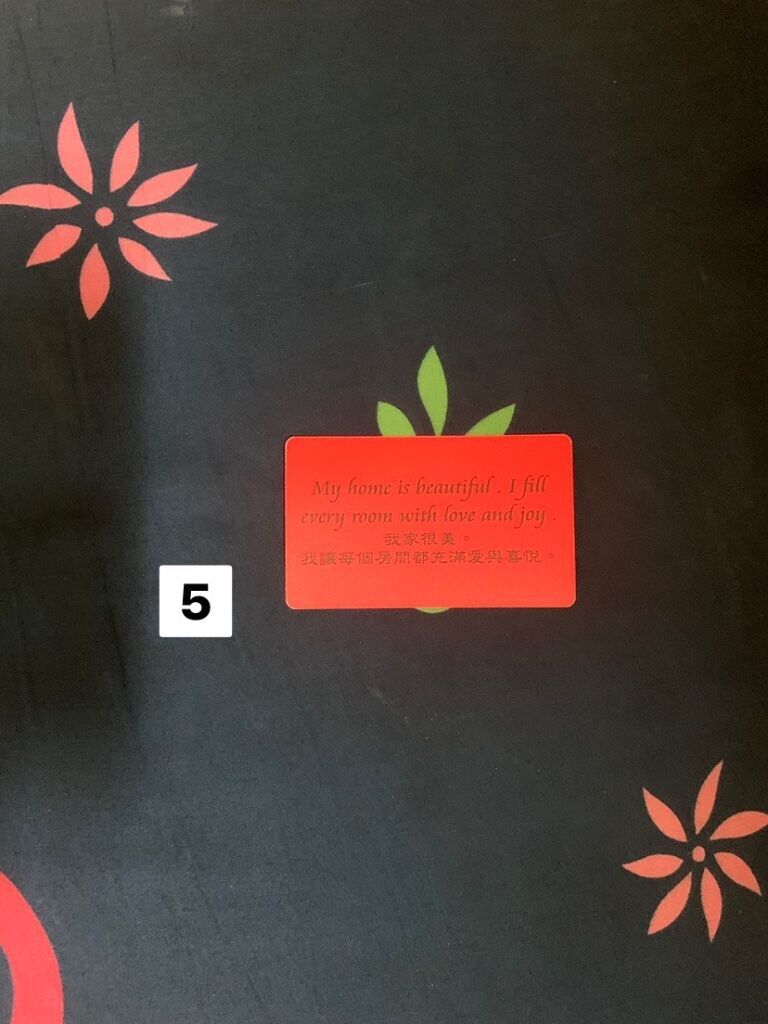 My home is beautiful . I fill
every room with love and joy .
我家很美。
我讓每個房間都充滿愛與喜悅。
5